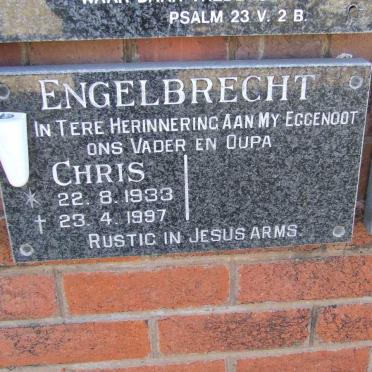 PSALM 23 V. 2 B.
ENGELBRECHT
IN TERE HERINNERING AAN MY EGGENOOT
ONS VADER EN OUPA
CHRIS
* 22. 8. 1933
† 23. 4. 1997
RUSTIG IN JESUS ARMS.